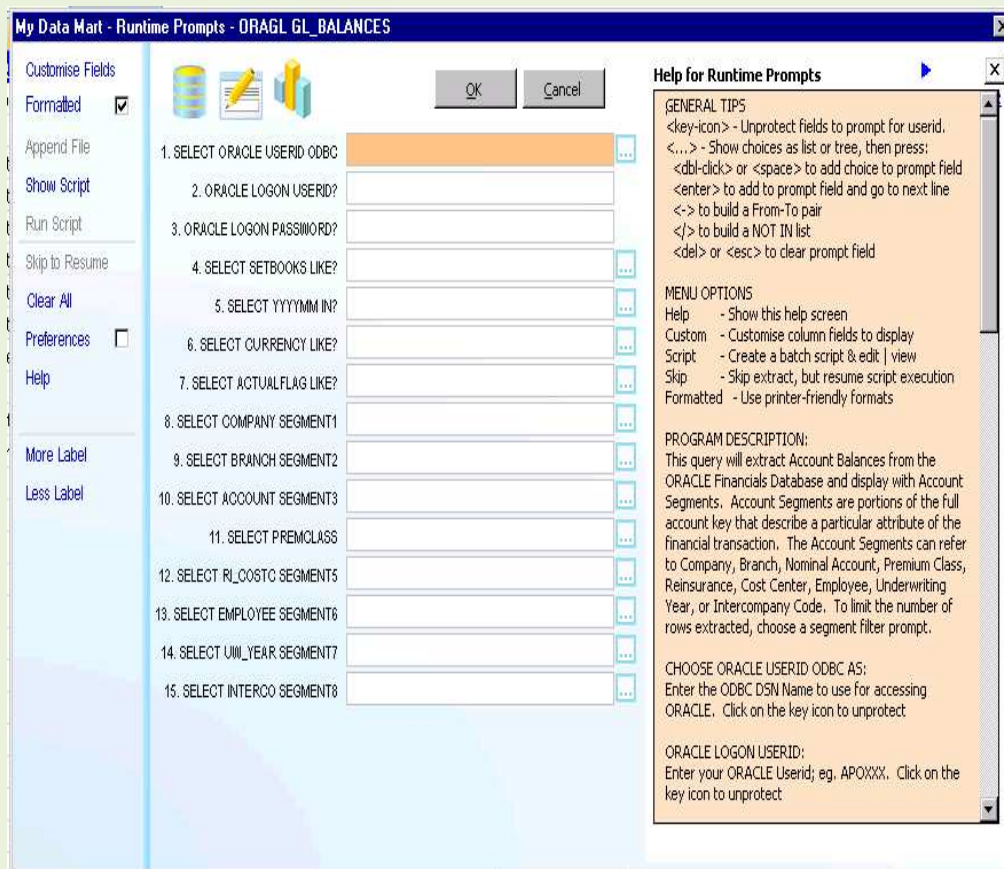 My Data Mart - Runtime Prompts - ORAGL GL_BALANCES
Customise Fields
Formatted
Append File
Show Script
Run Script
Skip to Resume
Clear All
Preferences
Help
More Label
Less Label
OK
Cancel
1. SELECT ORACLE USERID ODBC
...
2. ORACLE LOGON USERID?
3. ORACLE LOGON PASSWORD?
4. SELECT SETBOOKS LIKE?
...
5. SELECT YYYYMM IN?
...
6. SELECT CURRENCY LIKE?
...
7. SELECT ACTUALFLAG LIKE?
...
8. SELECT COMPANY SEGMENT1
...
9. SELECT BRANCH SEGMENT2
...
10. SELECT ACCOUNT SEGMENT3
...
11. SELECT PREMCLASS
...
12. SELECT RI_COSTC SEGMENT5
...
13. SELECT EMPLOYEE SEGMENT6
...
14. SELECT UW_YEAR SEGMENT7
...
15. SELECT INTERCO SEGMENT8
...
Help for Runtime Prompts
X
GENERAL TIPS
<key-icon> - Unprotect fields to prompt for userid.
<...> - Show choices as list or tree, then press:
<dbl-click> or <space> to add choice to prompt field
<enter> to add to prompt field and go to next line
<-> to build a From-To pair
</> to build a NOT IN list
<del> or <esc> to clear prompt field
MENU OPTIONS
Help - Show this help screen
Custom - Customise column fields to display
Script - Create a batch script & edit | view
Skip - Skip extract, but resume script execution
Formatted - Use printer-friendly formats
PROGRAM DESCRIPTION:
This query will extract Account Balances from the
ORACLE Financials Database and display with Account
Segments. Account Segments are portions of the full
account key that describe a particular attribute of the
financial transaction. The Account Segments can refer
to Company, Branch, Nominal Account, Premium Class,
Reinsurance, Cost Center, Employee, Underwriting
Year, or Intercompany Code. To limit the number of
rows extracted, choose a segment filter prompt.
CHOOSE ORACLE USERID ODBC AS:
Enter the ODBC DSN Name to use for accessing
ORACLE. Click on the key icon to unprotect
ORACLE LOGON USERID:
Enter your ORACLE Userid; eg. APOXXX. Click on the
key icon to unprotect